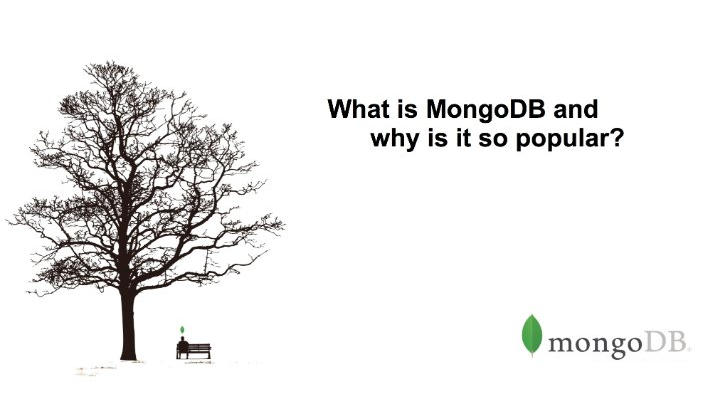 What is MongoDB and
why is it so popular?
mongoDB®